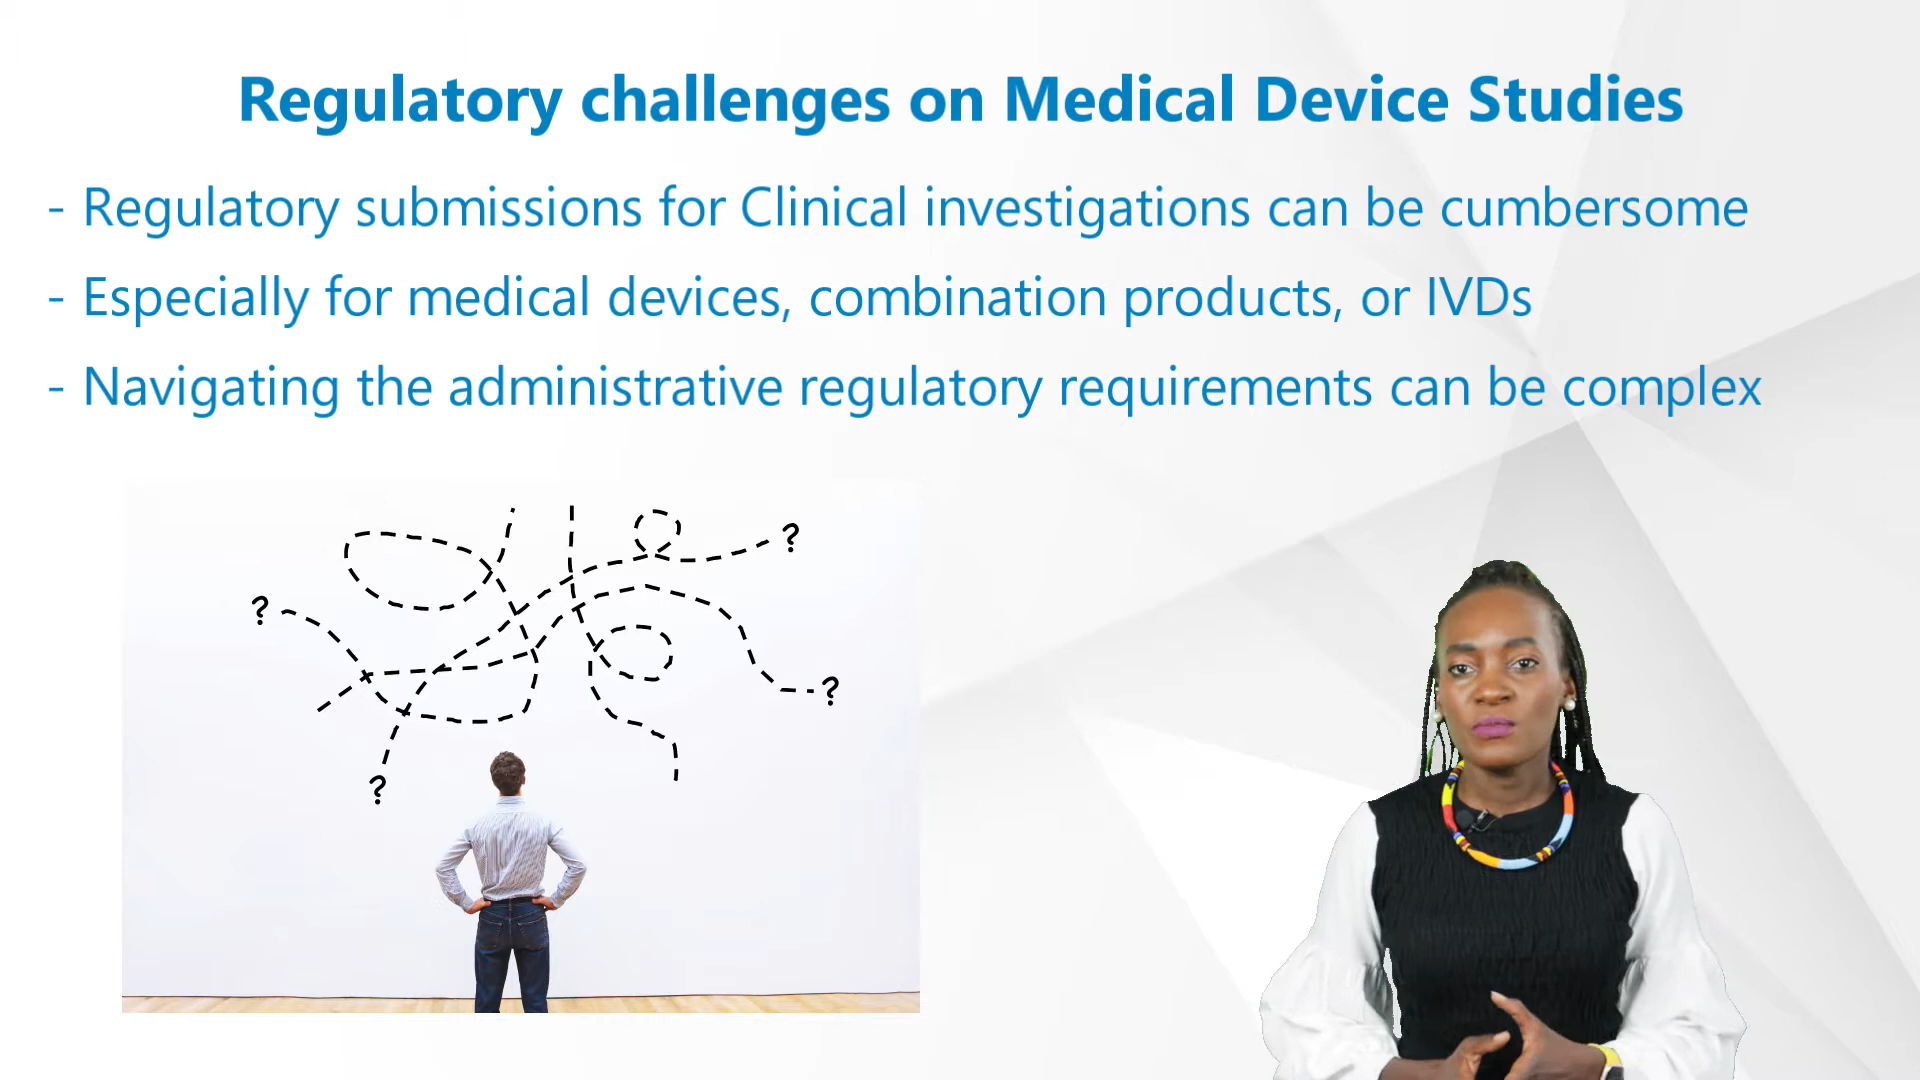 Regulatory challenges on Medical Device Studies
- Regulatory submissions for Clinical investigations can be cumbersome
- Especially for medical devices, combination products, or IVDs
- Navigating the administrative regulatory requirements can be complex
?
?
?
?